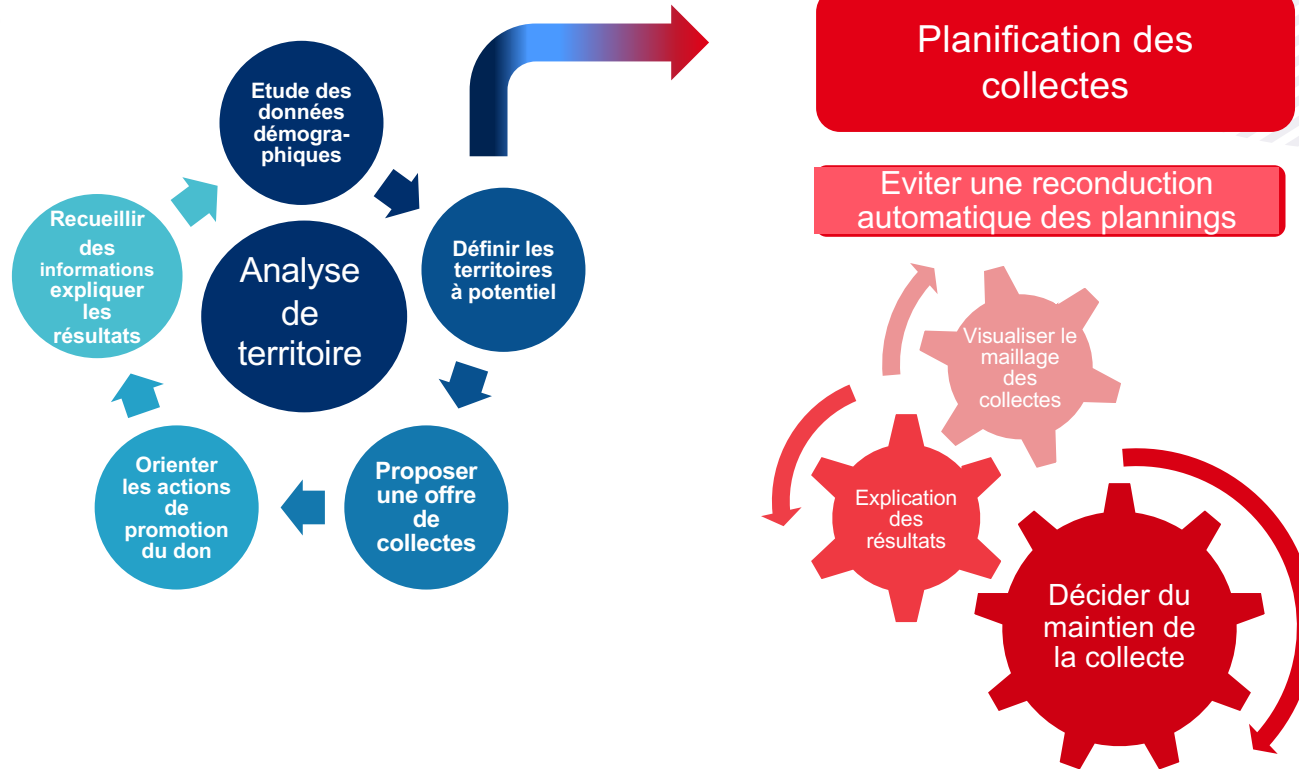 Etude des
données
démogra-
phiques
Définir les
territoires
à potentiel
Proposer
une offre
de
collectes
Orienter
les actions
de
promotion
du don
Recueillir
des
informations
expliquer
les
résultats
Analyse
de
territoire
Planification des
collectes
Eviter une reconduction
automatique des plannings
Visualiser le
maillage
des
collectes
Explication
des
résultats
Décider du
maintien de
la collecte